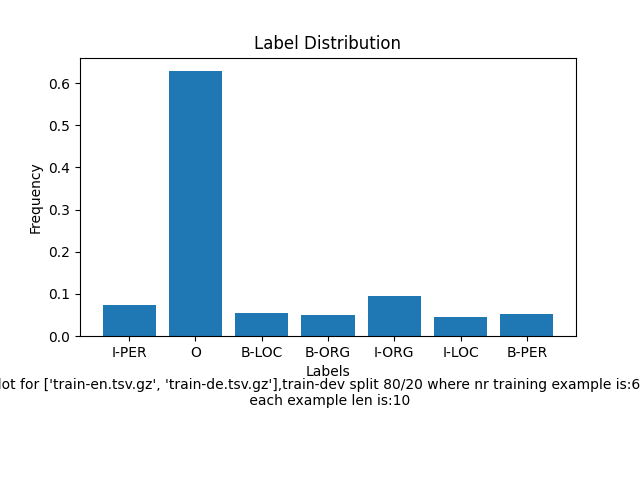 Label Distribution
Frequency
0.6
0.5
0.4
0.3
0.2
0.1
0.0
I-PER O B-LOC B-ORG I-ORG I-LOC B-PER
Labels
for ['train-en.tsv.gz', 'train-de.tsv.gz'],train-dev split 80/20 where nr training example is:6
each example len is:10